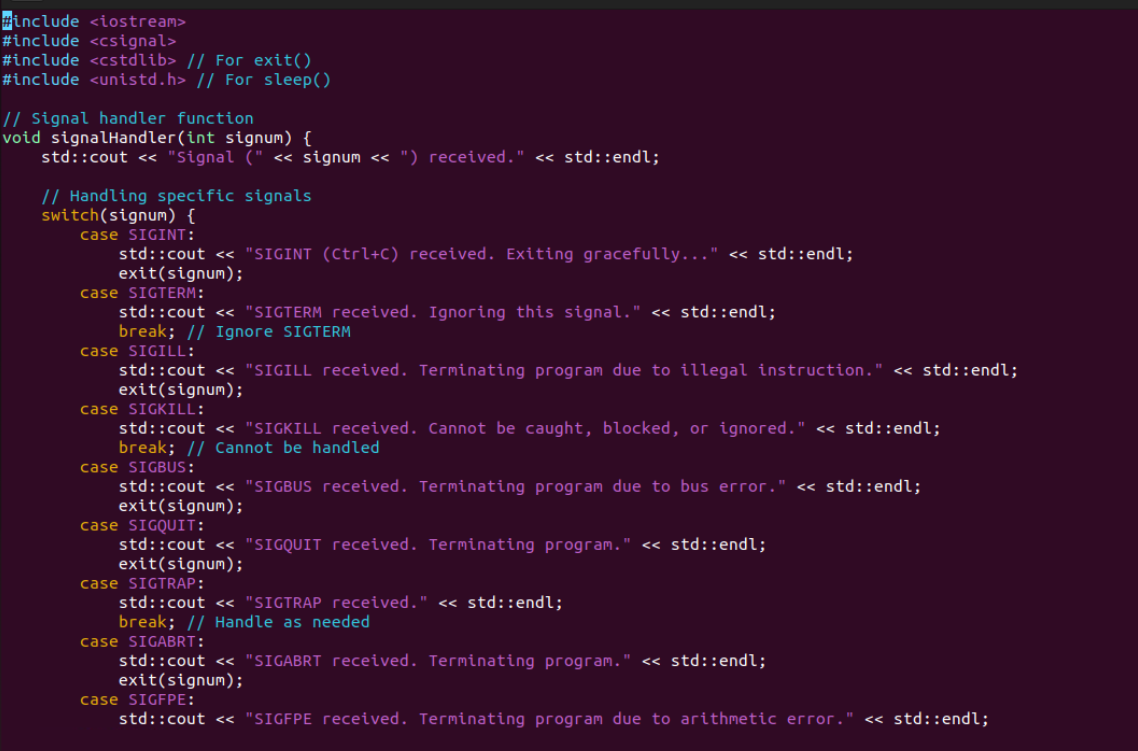 #include <iostream>
#include <csignal>
#include <cstdlib> // For exit()
#include <unistd.h> // For sleep()

// Signal handler function
void signalHandler(int signum) {
    std::cout << "Signal (" << signum << ") received." << std::endl;

    // Handling specific signals
    switch(signum) {
        case SIGINT:
            std::cout << "SIGINT (Ctrl+C) received. Exiting gracefully..." << std::endl;
            exit(signum);
        case SIGTERM:
            std::cout << "SIGTERM received. Ignoring this signal." << std::endl;
            break; // Ignore SIGTERM
        case SIGILL:
            std::cout << "SIGILL received. Terminating program due to illegal instruction." << std::endl;
            exit(signum);
        case SIGKILL:
            std::cout << "SIGKILL received. Cannot be caught, blocked, or ignored." << std::endl;
            break; // Cannot be handled
        case SIGBUS:
            std::cout << "SIGBUS received. Terminating program due to bus error." << std::endl;
            exit(signum);
        case SIGQUIT:
            std::cout << "SIGQUIT received. Terminating program." << std::endl;
            exit(signum);
        case SIGTRAP:
            std::cout << "SIGTRAP received." << std::endl;
            break; // Handle as needed
        case SIGABRT:
            std::cout << "SIGABRT received. Terminating program." << std::endl;
            exit(signum);
        case SIGFPE:
            std::cout << "SIGFPE received. Terminating program due to arithmetic error." << std::endl;